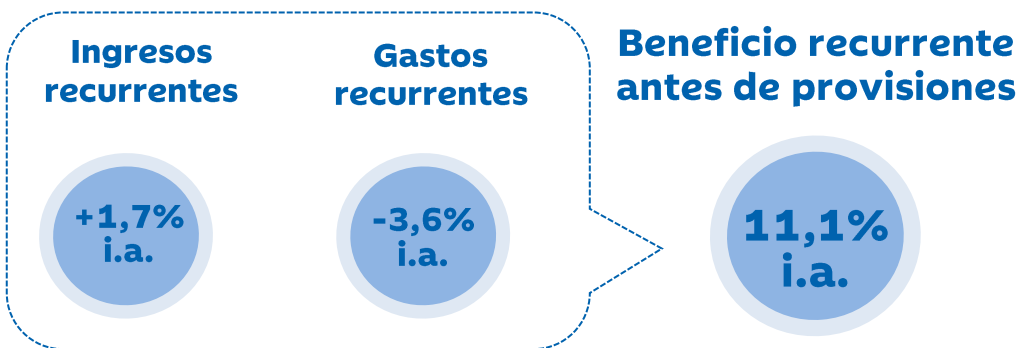 Ingresos
recurrentes
+1,7%
i.a.
Gastos
recurrentes
-3,6%
i.a.
Beneficio recurrente
antes de provisiones
11,1%
i.a.